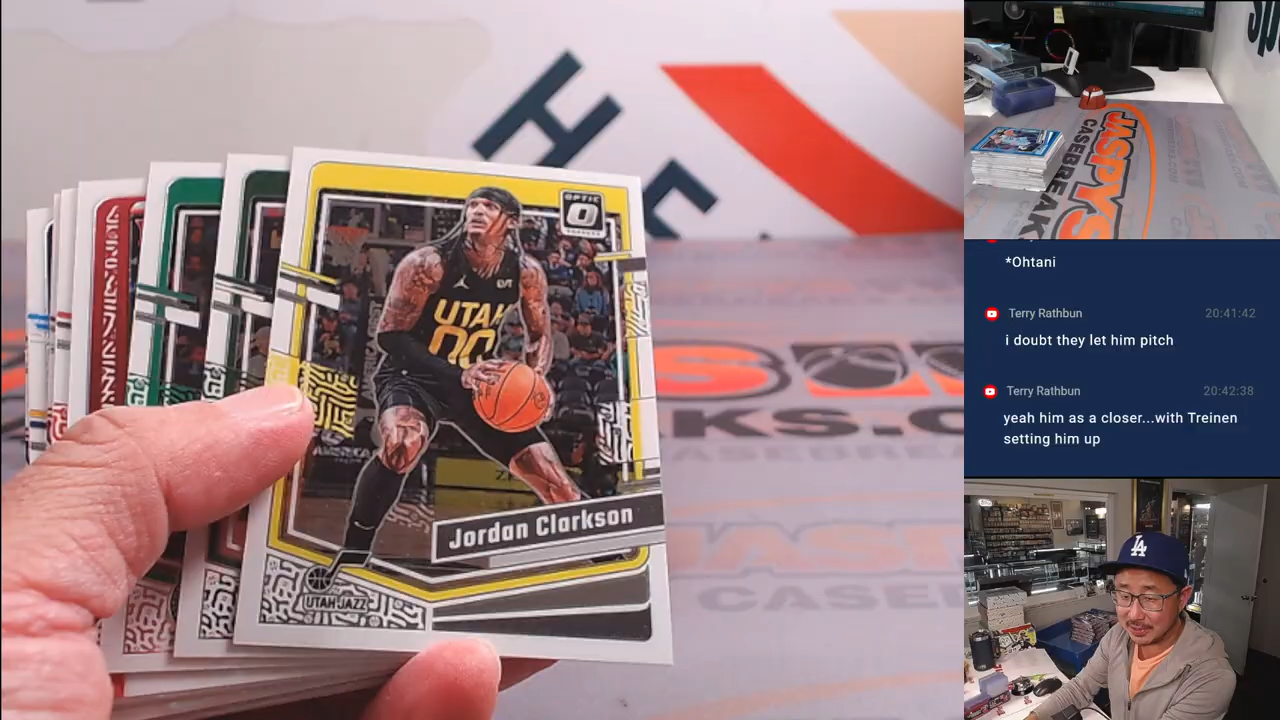 OPTIC
UTAH
00
Jordan Clarkson
UTAH JAZZ
JASPYS
CASEBREAKS.COM
*Ohtani
Terry Rathbun 20:41:42
i doubt they let him pitch
Terry Rathbun 20:42:38
yeah him as a closer...with Treinen
setting him up
LA